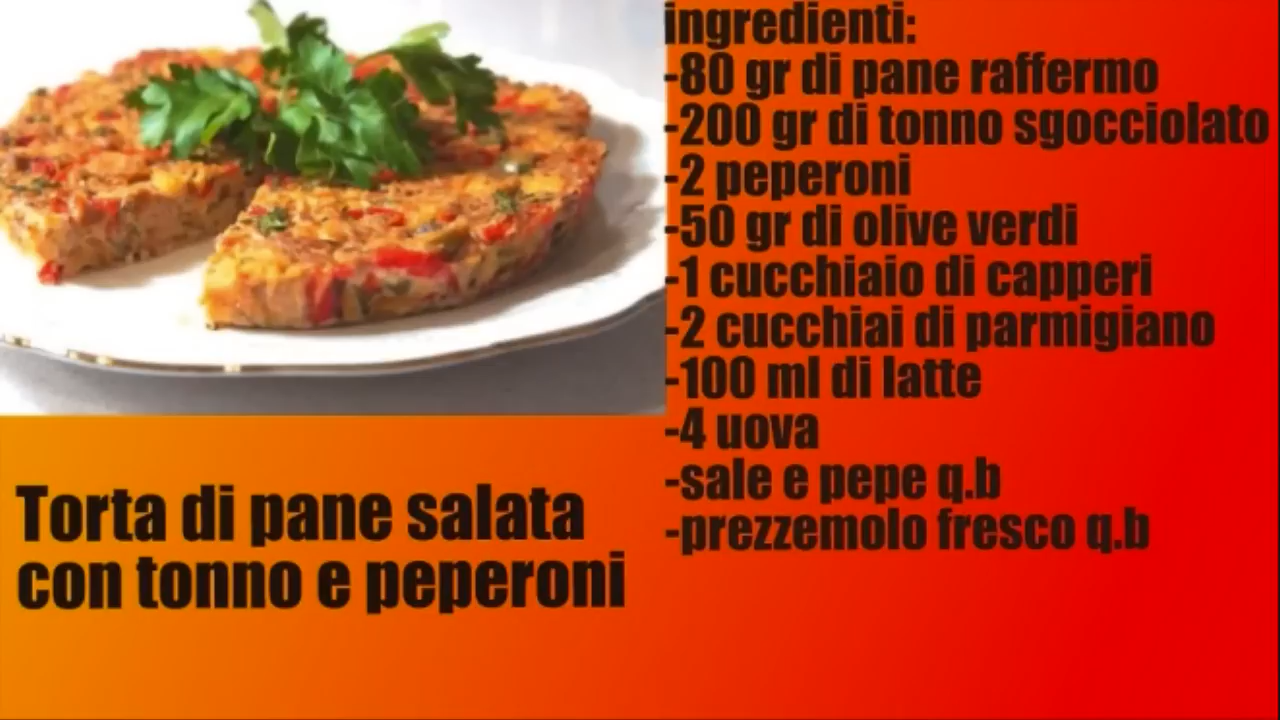 ingredienti:
-80 gr di pane raffermo
-200 gr di tonno sgocciolato
-2 peperoni
-50 gr di olive verdi
-1 cucchiaio di capperi
-2 cucchiai di parmigiano
-100 ml di latte
-4 uova
-sale e pepe q.b
-prezzemolo fresco q.b
Torta di pane salata
con tonno e peperoni